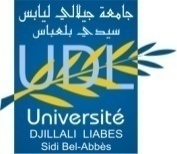 جامعة جيلالي ليابس
سيدي بلعباس
UDL
Université
DJILLALI LIABES
Sidi Bel-Abbès